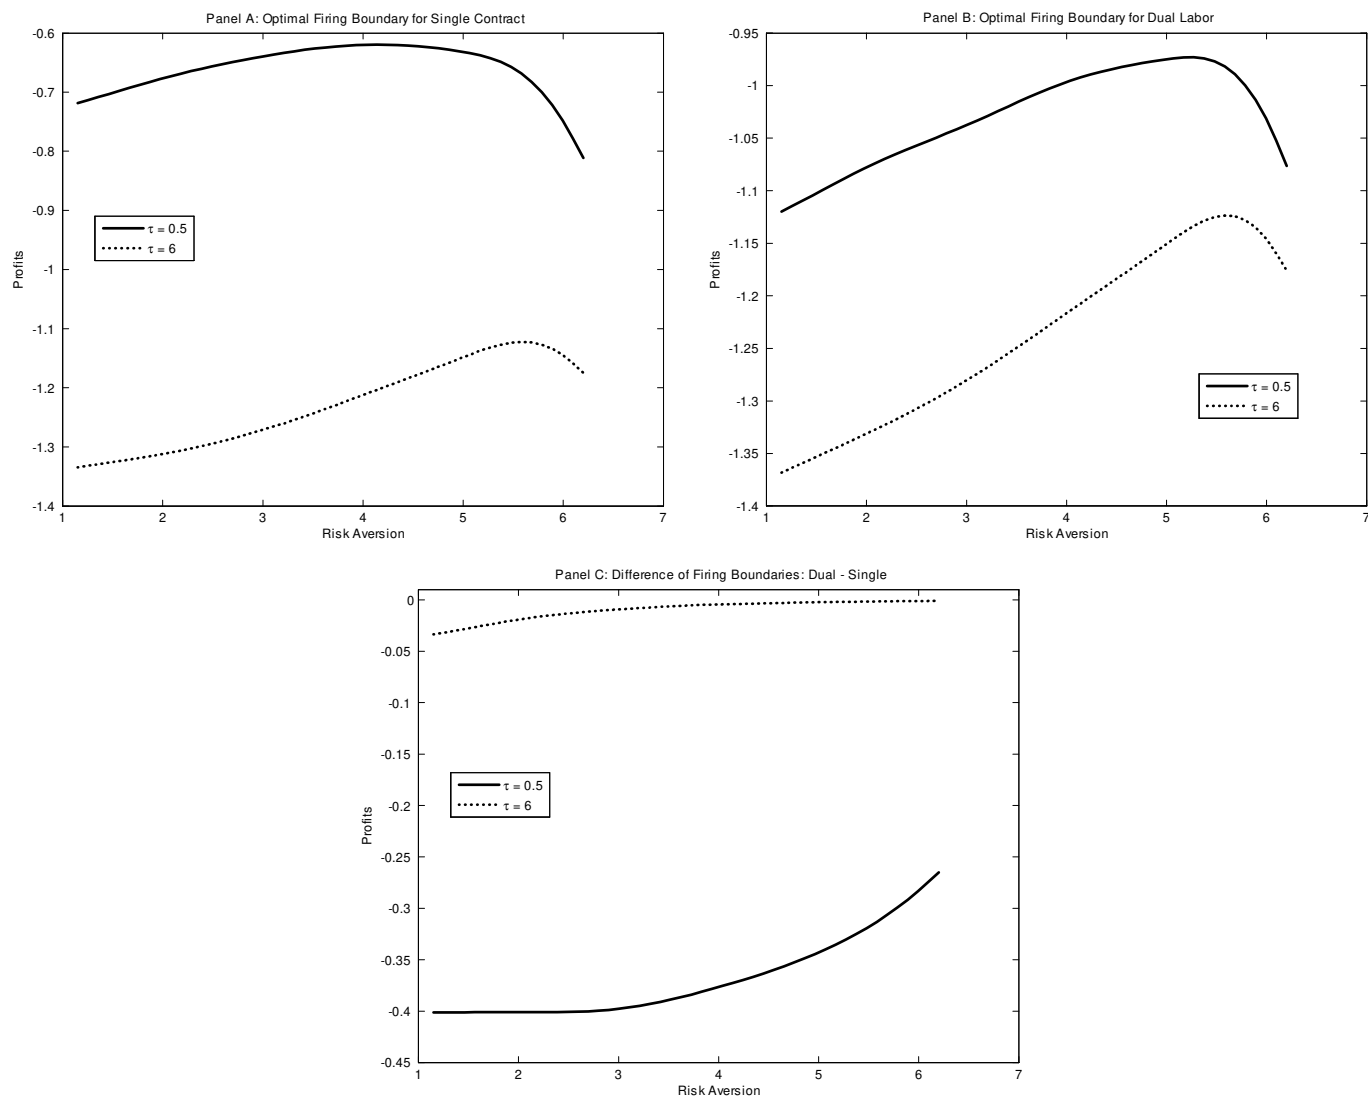 Panel A: Optimal Firing Boundary for Single Contract
-0.6
-0.7
-0.8
-0.9
-1
-1.1
-1.2
-1.3
-1.4
Profits
τ = 0.5
τ = 6
1 2 3 4 5 6 7
Risk Aversion
Panel B: Optimal Firing Boundary for Dual Labor
-0.95
-1
-1.05
-1.1
-1.15
-1.2
-1.25
-1.3
-1.35
-1.4
Profits
τ = 0.5
τ = 6
1 2 3 4 5 6 7
Risk Aversion
Panel C: Difference of Firing Boundaries: Dual - Single
0
-0.05
-0.1
-0.15
-0.2
-0.25
-0.3
-0.35
-0.4
-0.45
Profits
τ = 0.5
τ = 6
1 2 3 4 5 6 7
Risk Aversion